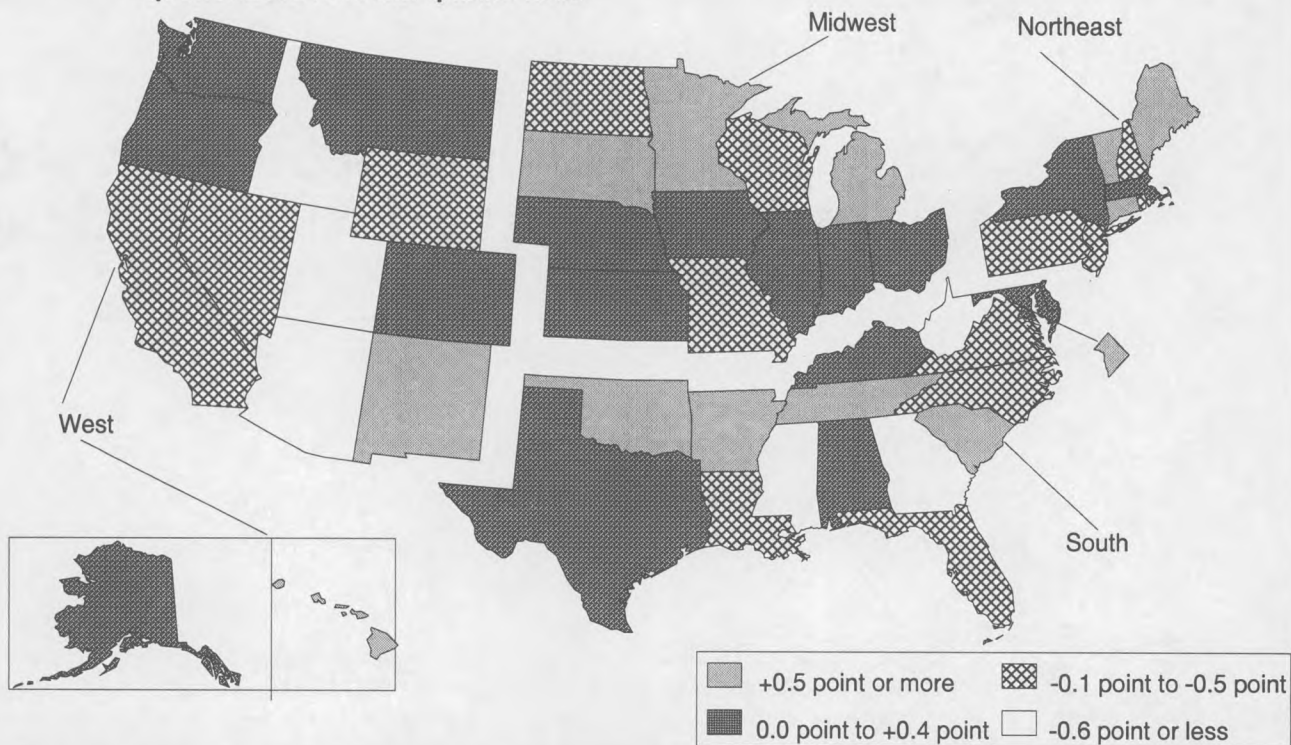 Midwest
Northeast
West
South
+0.5 point or more
-0.1 point to -0.5 point
0.0 point to +0.4 point
-0.6 point or less